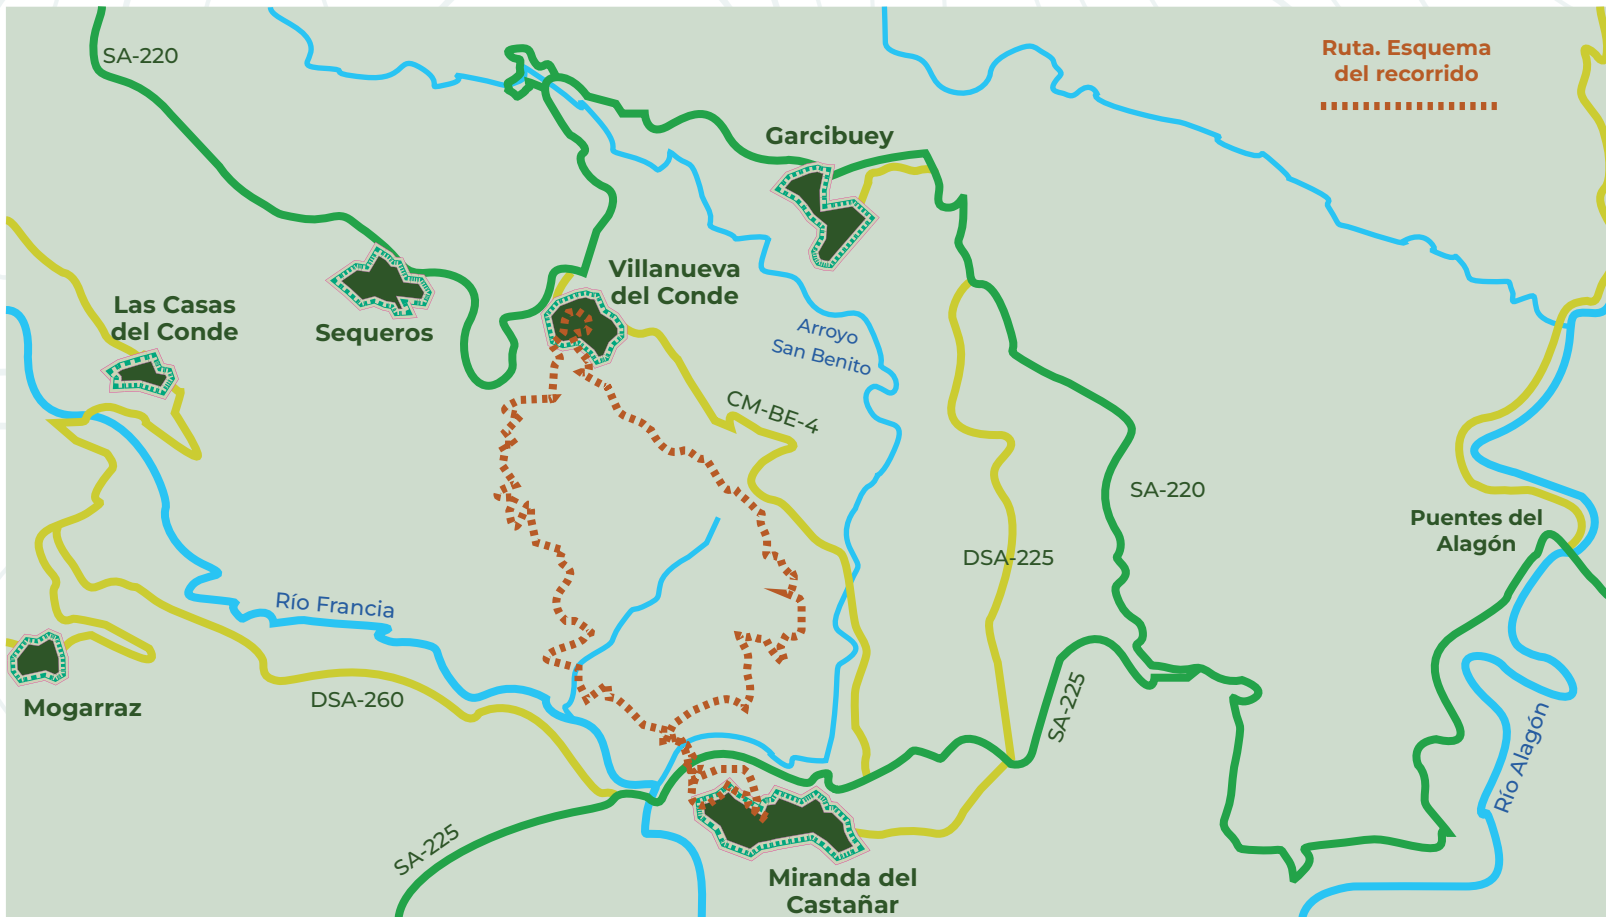 SA-220
Ruta. Esquema
del recorrido
Garcibuey
Villanueva
del Conde
Las Casas
del Conde
Sequeros
Arroyo
San Benito
CM-BE-4
SA-220
Puentes del
Alagón
DSA-225
Río Francia
DSA-260
Mogarraz
SA-225
Río Alagón
SA-225
Miranda del
Castañar